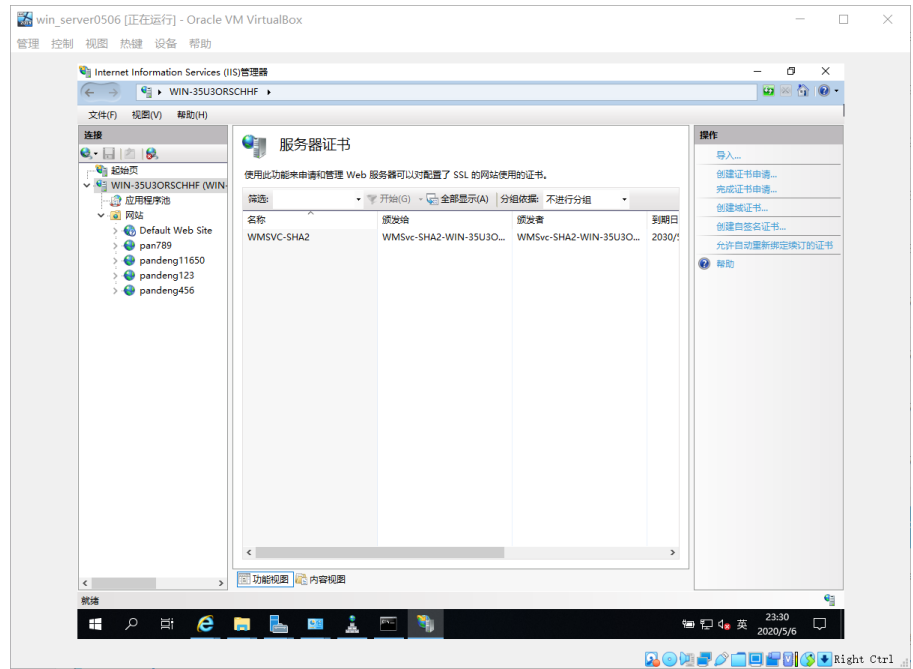 win_server0506 [正在运行] - Oracle VM VirtualBox
管理 控制 视图 热键 设备 帮助
Internet Information Services (IIS)管理器
WIN-35U3ORSCHHF
文件(F) 视图(V) 帮助(H)
连接
起始页
WIN-35U3ORSCHHF (WIN-
应用程序池
网站
Default Web Site
pan789
pandeng11650
pandeng123
pandeng456
服务器证书
使用此功能来申请和管理 Web 服务器可以对配置了 SSL 的网站使用的证书。
筛选: 开始(G) 全部显示(A) 分组依据: 不进行分组
名称 颁发给 颁发者 到期日
WMSVC-SHA2 WMSvc-SHA2-WIN-35U3O... WMSvc-SHA2-WIN-35U3O... 2030/5
功能视图 内容视图
操作
导入...
创建证书申请...
完成证书申请...
创建域证书...
创建自签名证书...
允许自动重新绑定续订的证书
帮助
就绪
英
23:30
2020/5/6
Right Ctrl